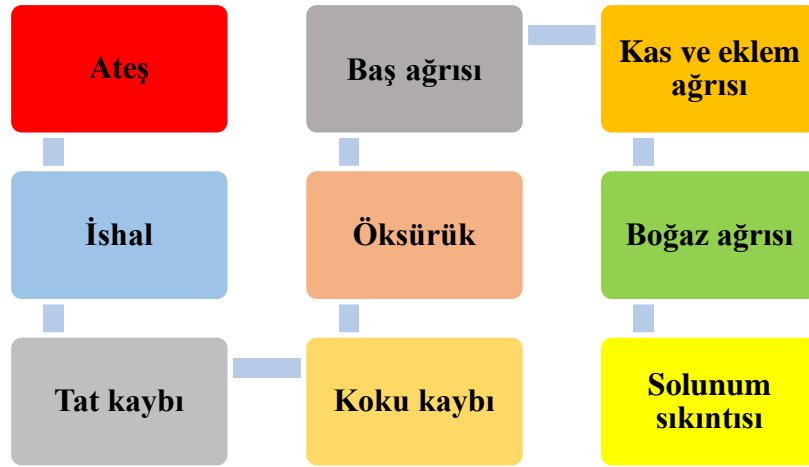 Ateş
İshal
Tat kaybı
Koku kaybı
Öksürük
Baş ağrısı
Kas ve eklem
ağrısı
Boğaz ağrısı
Solunum
sıkıntısı